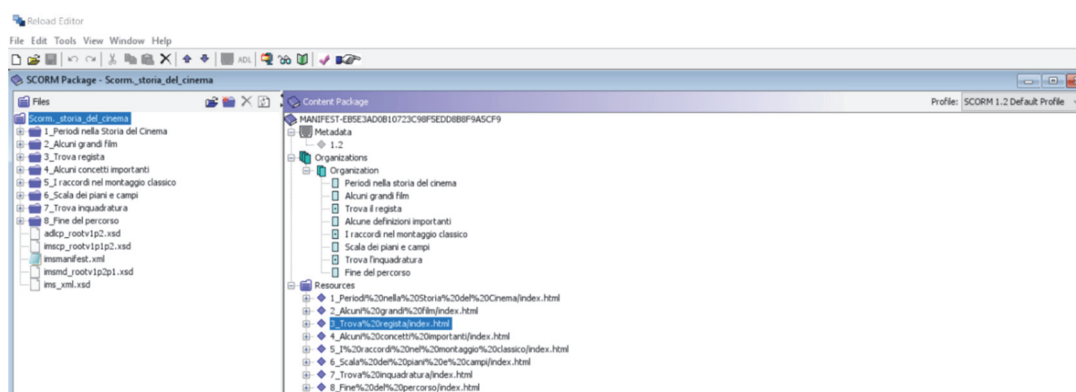 Reload Editor
File Edit Tools View Window Help
ADL
SCORM Package - Scorm._storia_del_cinema
Files
Scorm._storia_del_cinema
1_Periodi nella Storia del Cinema
2_Alcuni grandi film
3_Trova regista
4_Alcuni concetti importanti
5_I raccordi nel montaggio classico
6_Scala dei piani e campi
7_Trova inquadratura
8_Fine del percorso
adlcp_rootv1p2.xsd
imscp_rootv1p1p2.xsd
imsmanifest.xml
imsmd_rootv1p2p1.xsd
ims_xml.xsd
Content Package
Profile: SCORM 1.2 Default Profile
MANIFEST-EB5E3AD0B10723C98F5EDD8B8F9A5CF9
Metadata
1.2
Organizations
Organization
Periodi nella storia del cinema
Alcuni grandi film
Trova il regista
Alcune definizioni importanti
I raccordi nel montaggio classico
Scala dei piani e campi
Trova l'inquadratura
Fine del percorso
Resources
1_Periodi%20nella%20Storia%20del%20Cinema/index.html
2_Alcuni%20grandi%20film/index.html
3_Trova%20regista/index.html
4_Alcuni%20concetti%20importanti/index.html
5_I%20raccordi%20nel%20montaggio%20classico/index.html
6_Scala%20dei%20piani%20e%20campi/index.html
7_Trova%20inquadratura/index.html
8_Fine%20del%20percorso/index.html